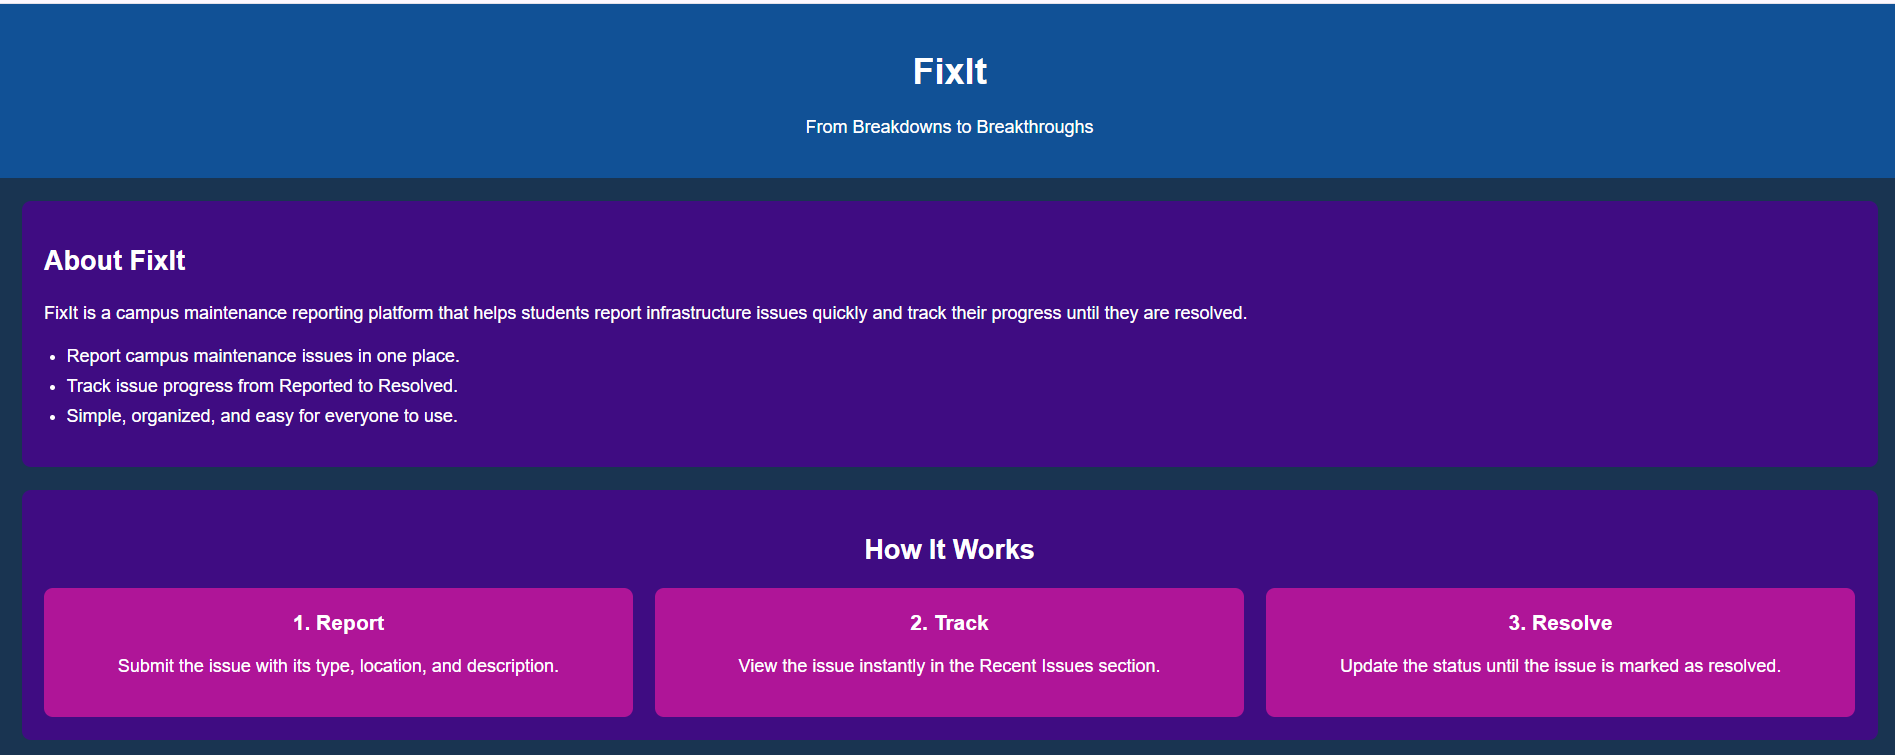 FixIt
From Breakdowns to Breakthroughs
About FixIt
FixIt is a campus maintenance reporting platform that helps students report infrastructure issues quickly and track their progress until they are resolved.
• Report campus maintenance issues in one place.
• Track issue progress from Reported to Resolved.
• Simple, organized, and easy for everyone to use.
How It Works
1. Report
Submit the issue with its type, location, and description.
2. Track
View the issue instantly in the Recent Issues section.
3. Resolve
Update the status until the issue is marked as resolved.